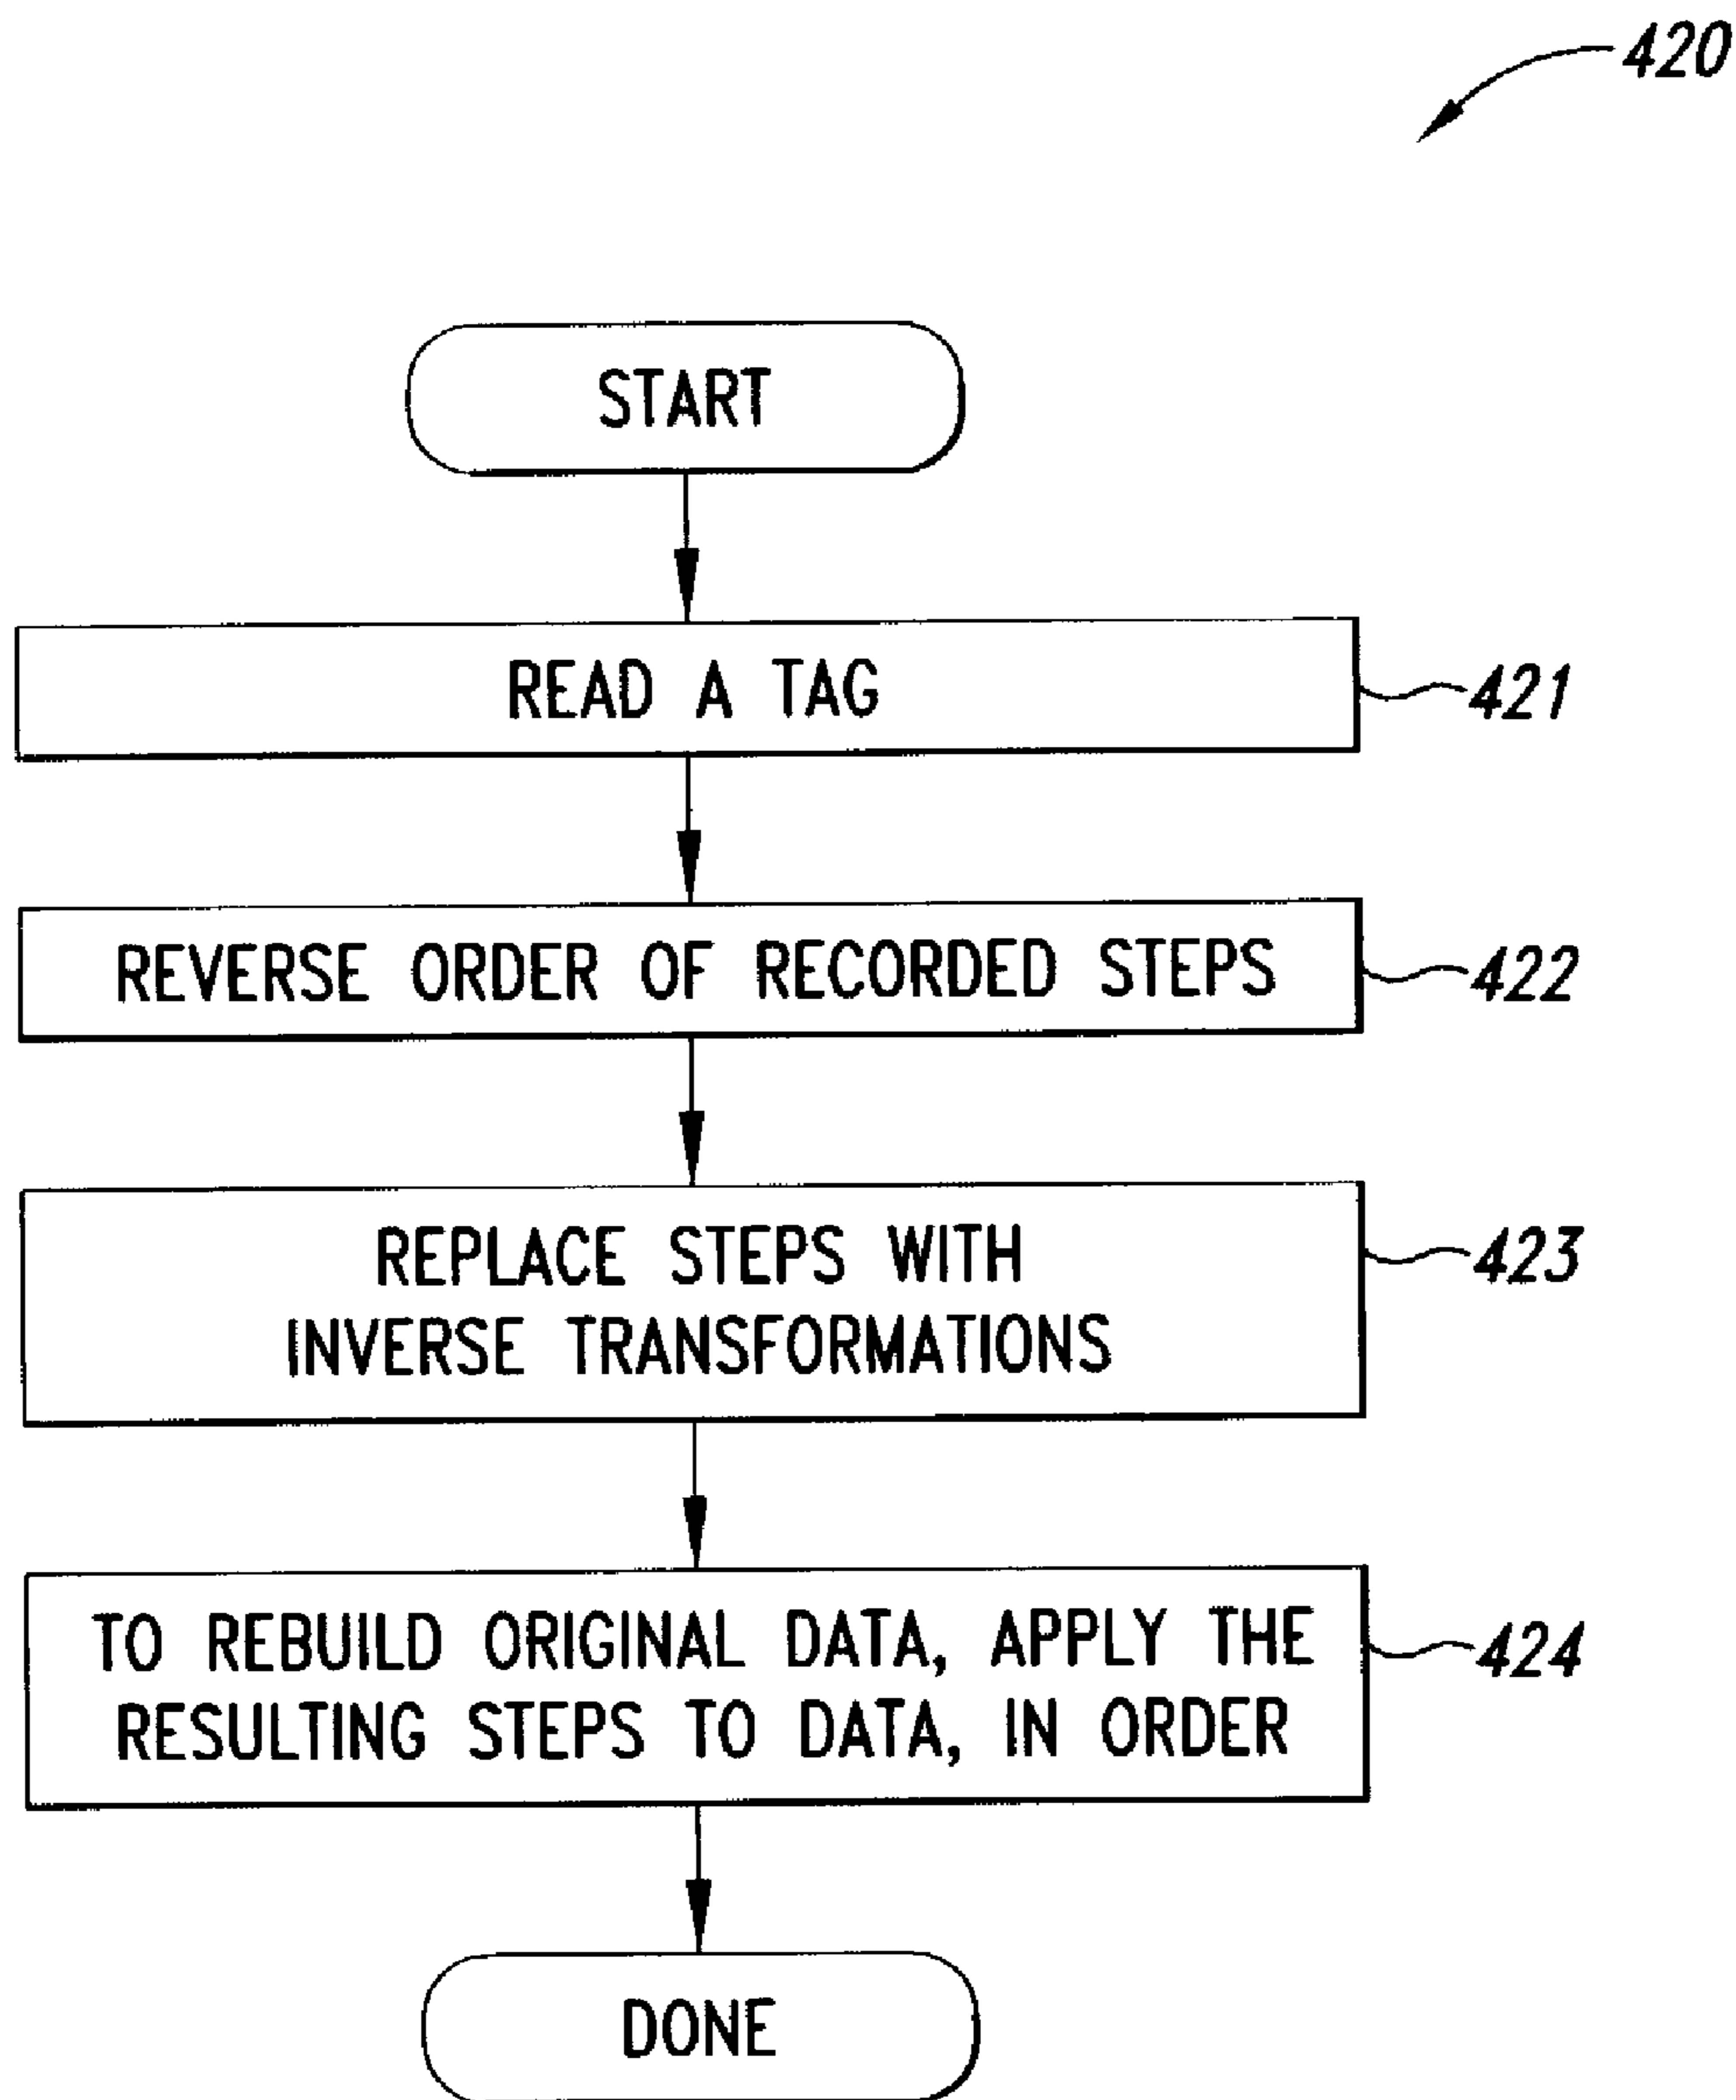 420
START
READ A TAG
421
REVERSE ORDER OF RECORDED STEPS
422
REPLACE STEPS WITH
INVERSE TRANSFORMATIONS
423
TO REBUILD ORIGINAL DATA, APPLY THE
RESULTING STEPS TO DATA, IN ORDER
424
DONE